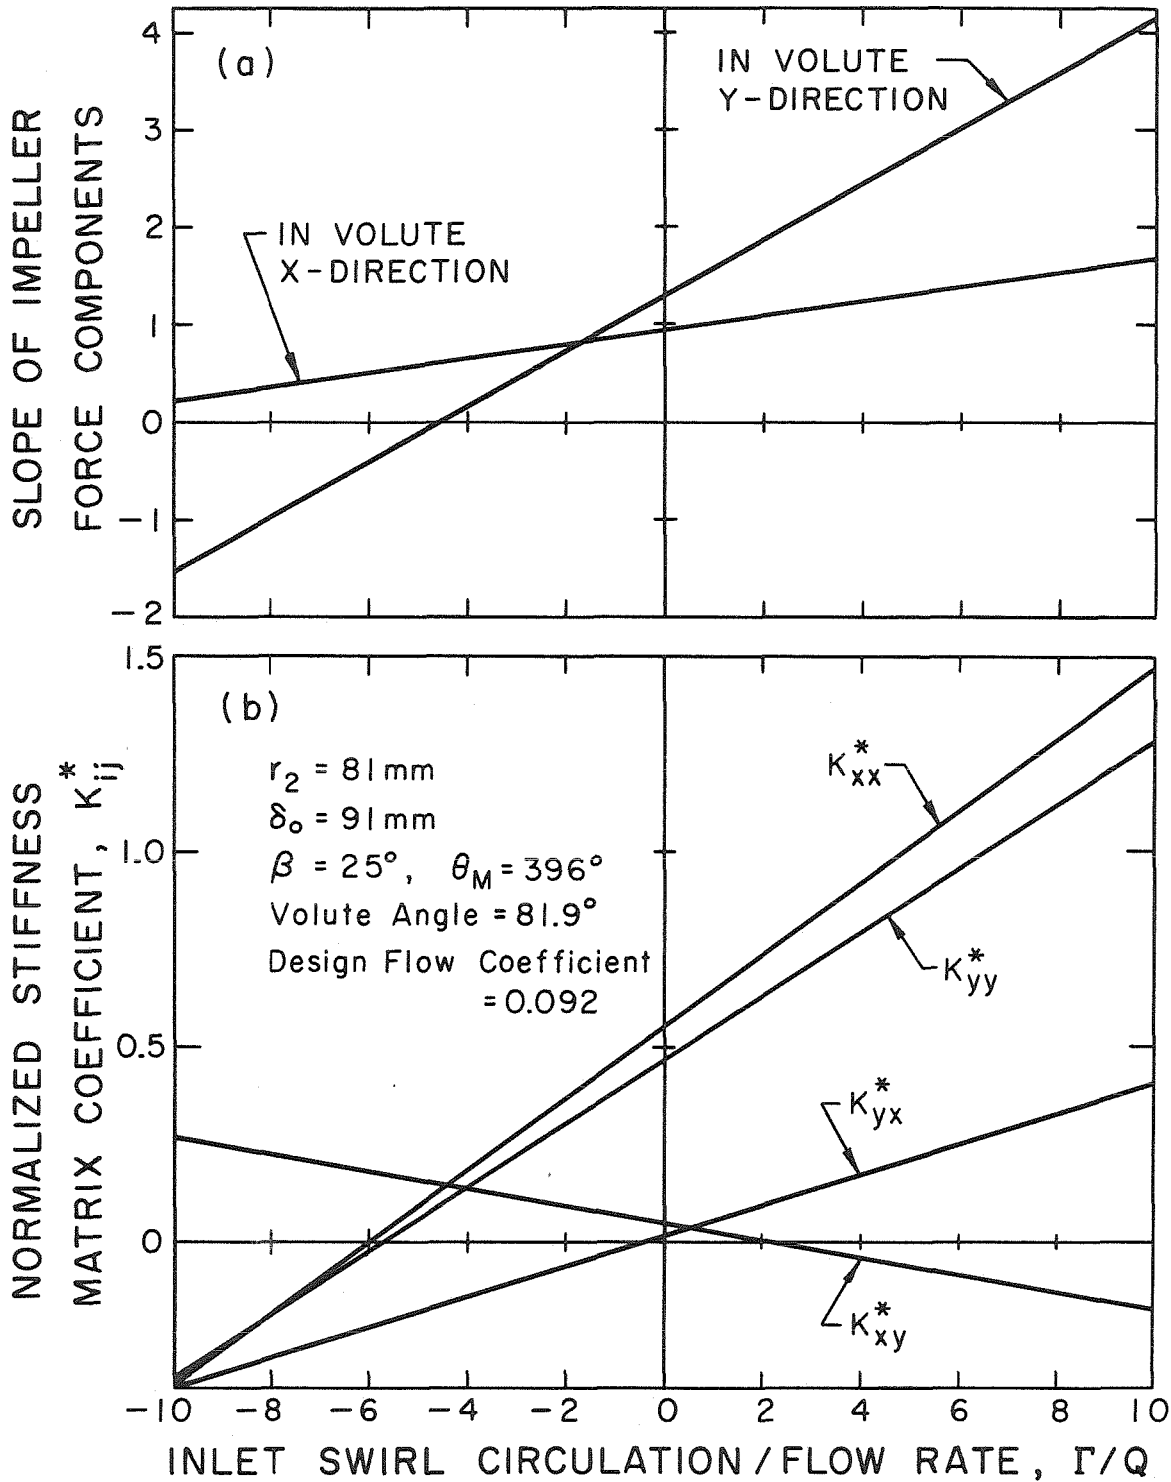 SLOPE OF IMPELLER
FORCE COMPONENTS
(a)
4
3
2
1
0
-1
-2
IN VOLUTE
Y-DIRECTION
IN VOLUTE
X-DIRECTION
NORMALIZED STIFFNESS
MATRIX COEFFICIENT, K*ij
1.5
1.0
0.5
0
(b)
r2 = 81mm
δo = 91mm
β = 25°, θM = 396°
Volute Angle = 81.9°
Design Flow Coefficient
= 0.092
K*xx
K*yy
K*yx
K*xy
-10 -8 -6 -4 -2 0 2 4 6 8 10
INLET SWIRL CIRCULATION/FLOW RATE, Γ/Q